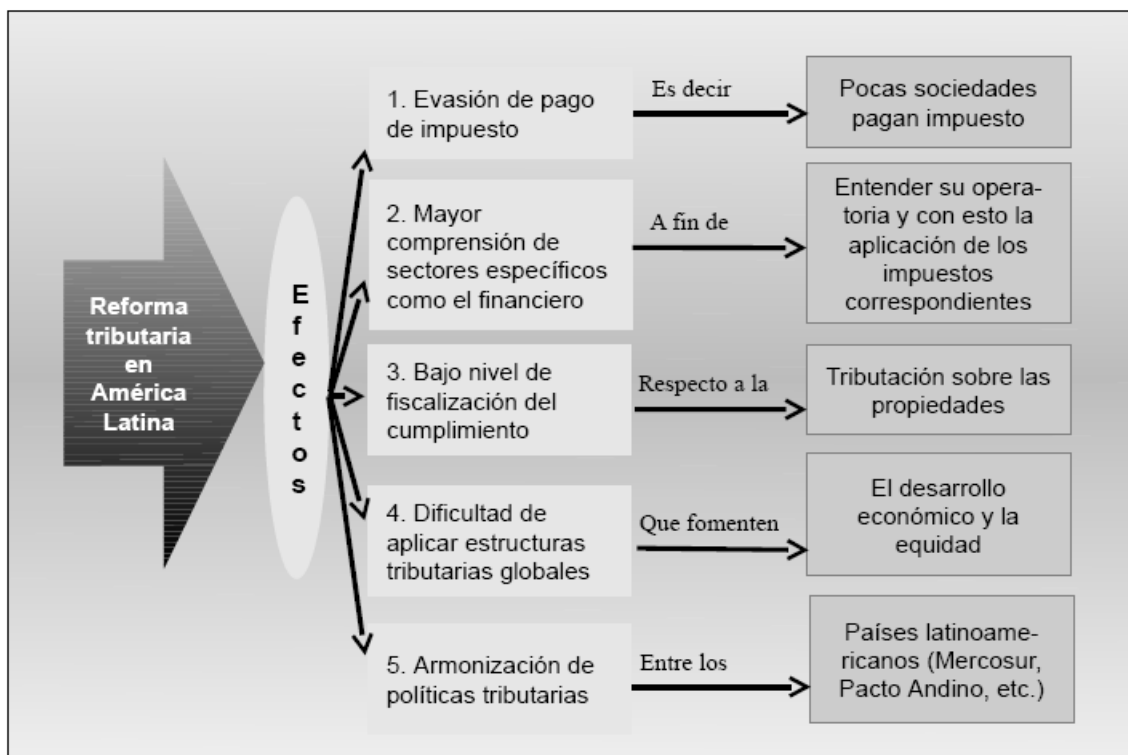 Reforma
tributaria
en
América
Latina
Efectos
1. Evasión de pago
de impuesto
Es decir
Pocas sociedades
pagan impuesto
2. Mayor
comprensión de
sectores específicos
como el financiero
A fin de
Entender su opera-
toria y con esto la
aplicación de los
impuestos
correspondientes
3. Bajo nivel de
fiscalización del
cumplimiento
Respecto a la
Tributación sobre las
propiedades
4. Dificultad de
aplicar estructuras
tributarias globales
Que fomenten
El desarrollo
económico y la
equidad
5. Armonización de
políticas tributarias
Entre los
Países latinoame-
ricanos (Mercosur,
Pacto Andino, etc.)